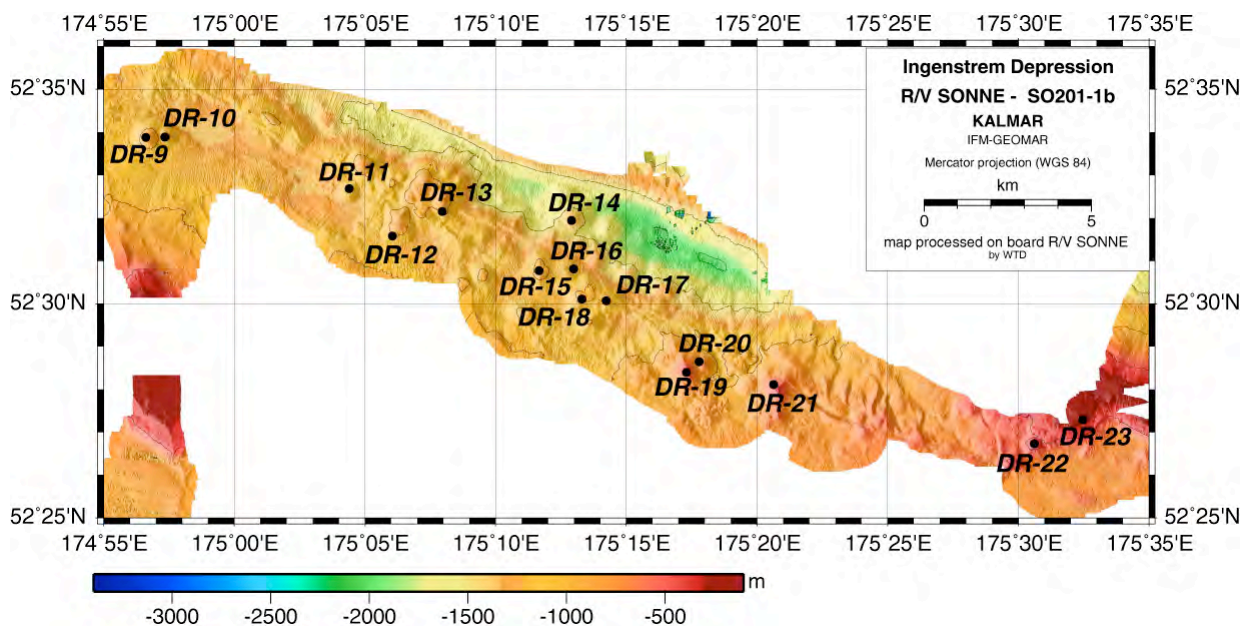 174˚55'E 175˚00'E 175˚05'E 175˚10'E 175˚15'E 175˚20'E 175˚25'E 175˚30'E 175˚35'E
Ingenstrem Depression
R/V SONNE - SO201-1b
KALMAR
IFM-GEOMAR
Mercator projection (WGS 84)
km
0 5
map processed on board R/V SONNE
by WTD
52˚35'N 52˚35'N
DR-10
DR-9
DR-11
DR-13
DR-14
DR-12
DR-16
DR-15
DR-17
DR-18
52˚30'N 52˚30'N
DR-20
DR-19
DR-21
DR-23
DR-22
52˚25'N 52˚25'N
174˚55'E 175˚00'E 175˚05'E 175˚10'E 175˚15'E 175˚20'E 175˚25'E 175˚30'E 175˚35'E
m
-3000 -2500 -2000 -1500 -1000 -500